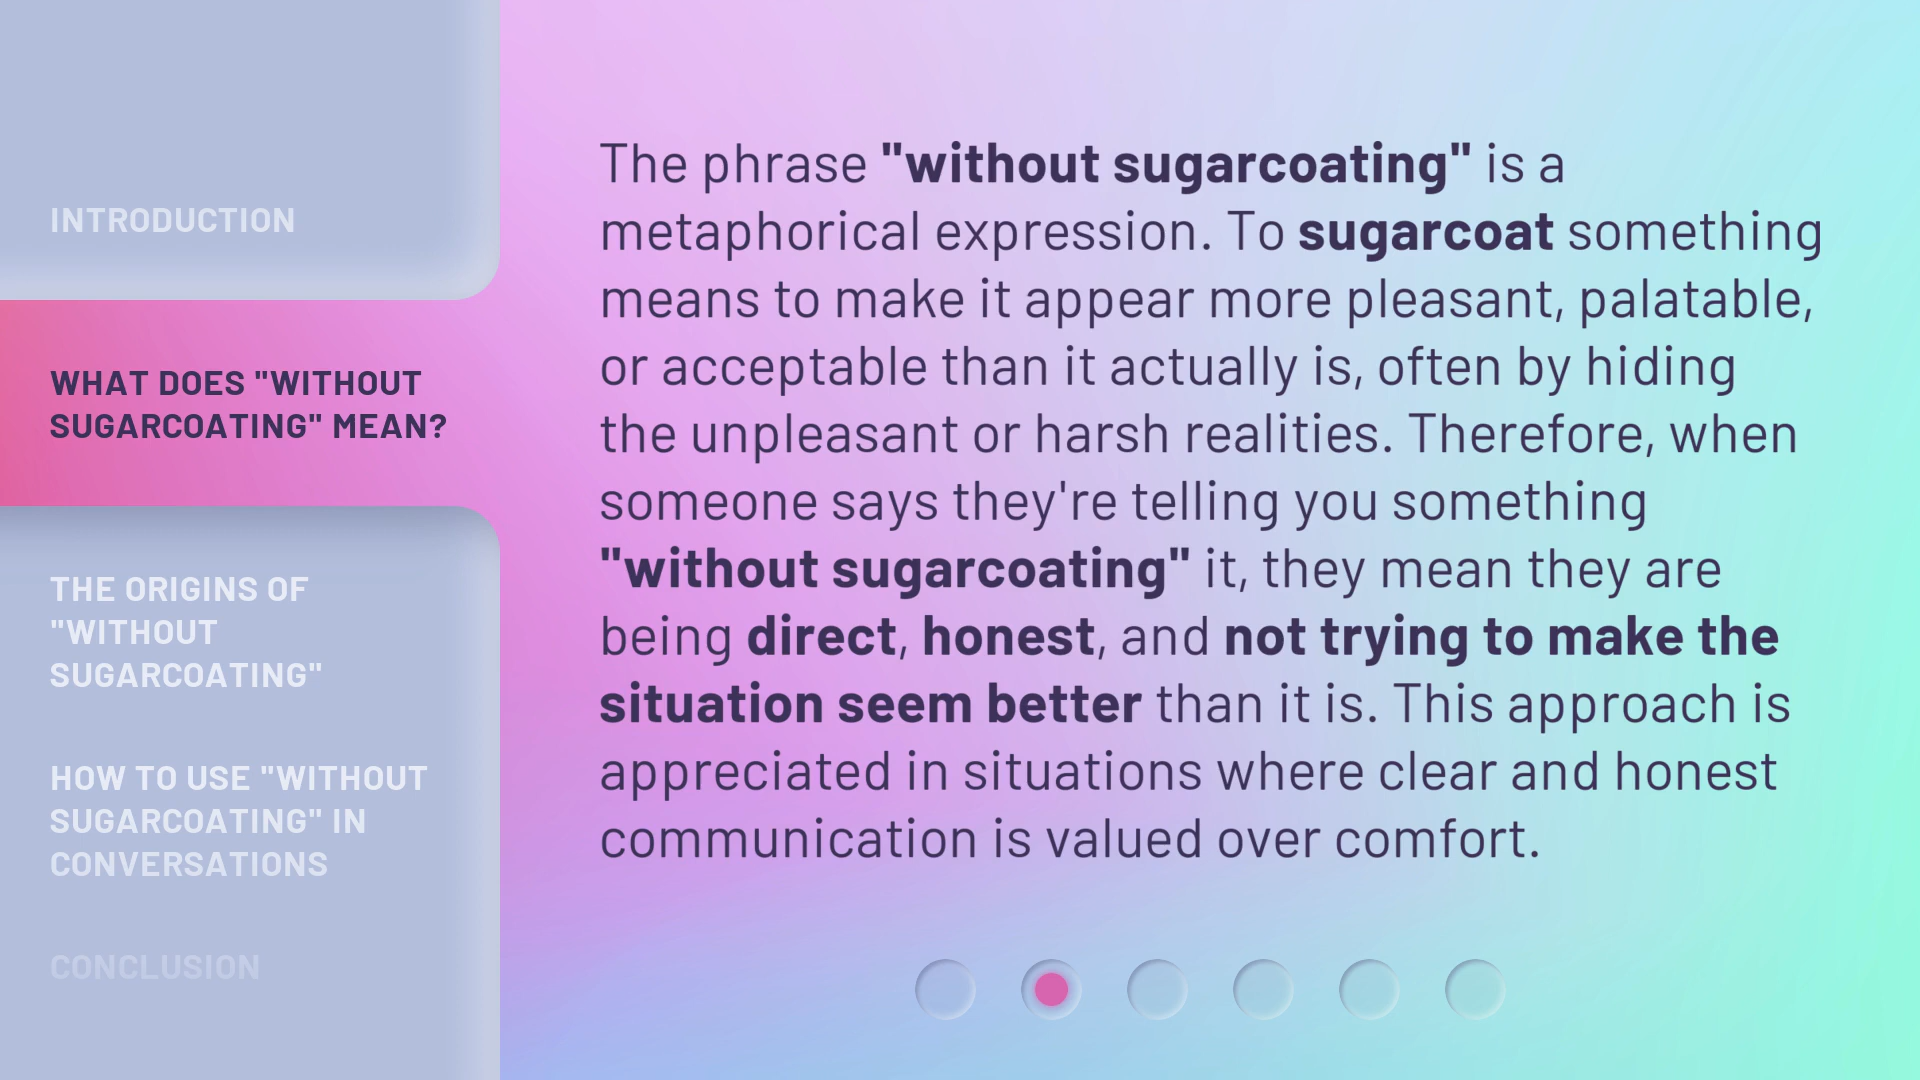 INTRODUCTION
WHAT DOES "WITHOUT
SUGARCOATING" MEAN?
THE ORIGINS OF
"WITHOUT
SUGARCOATING"
HOW TO USE "WITHOUT
SUGARCOATING" IN
CONVERSATIONS
CONCLUSION
The phrase "without sugarcoating" is a
metaphorical expression. To sugarcoat something
means to make it appear more pleasant, palatable,
or acceptable than it actually is, often by hiding
the unpleasant or harsh realities. Therefore, when
someone says they're telling you something
"without sugarcoating" it, they mean they are
being direct, honest, and not trying to make the
situation seem better than it is. This approach is
appreciated in situations where clear and honest
communication is valued over comfort.